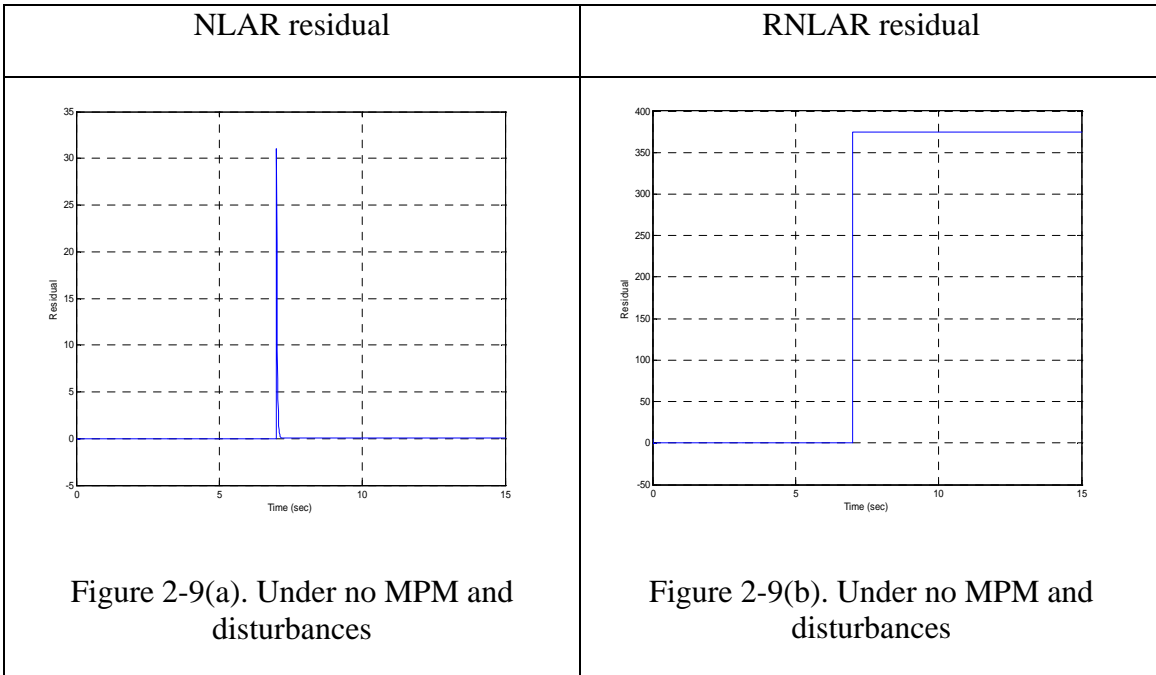 NLAR residual
RNLAR residual
35
30
25
20
15
10
5
0
-5
Residual
0
5
10
15
Time (sec)
400
350
300
250
200
150
100
50
0
-50
Residual
0
5
10
15
Time (sec)
Figure 2-9(a). Under no MPM and
disturbances
Figure 2-9(b). Under no MPM and
disturbances